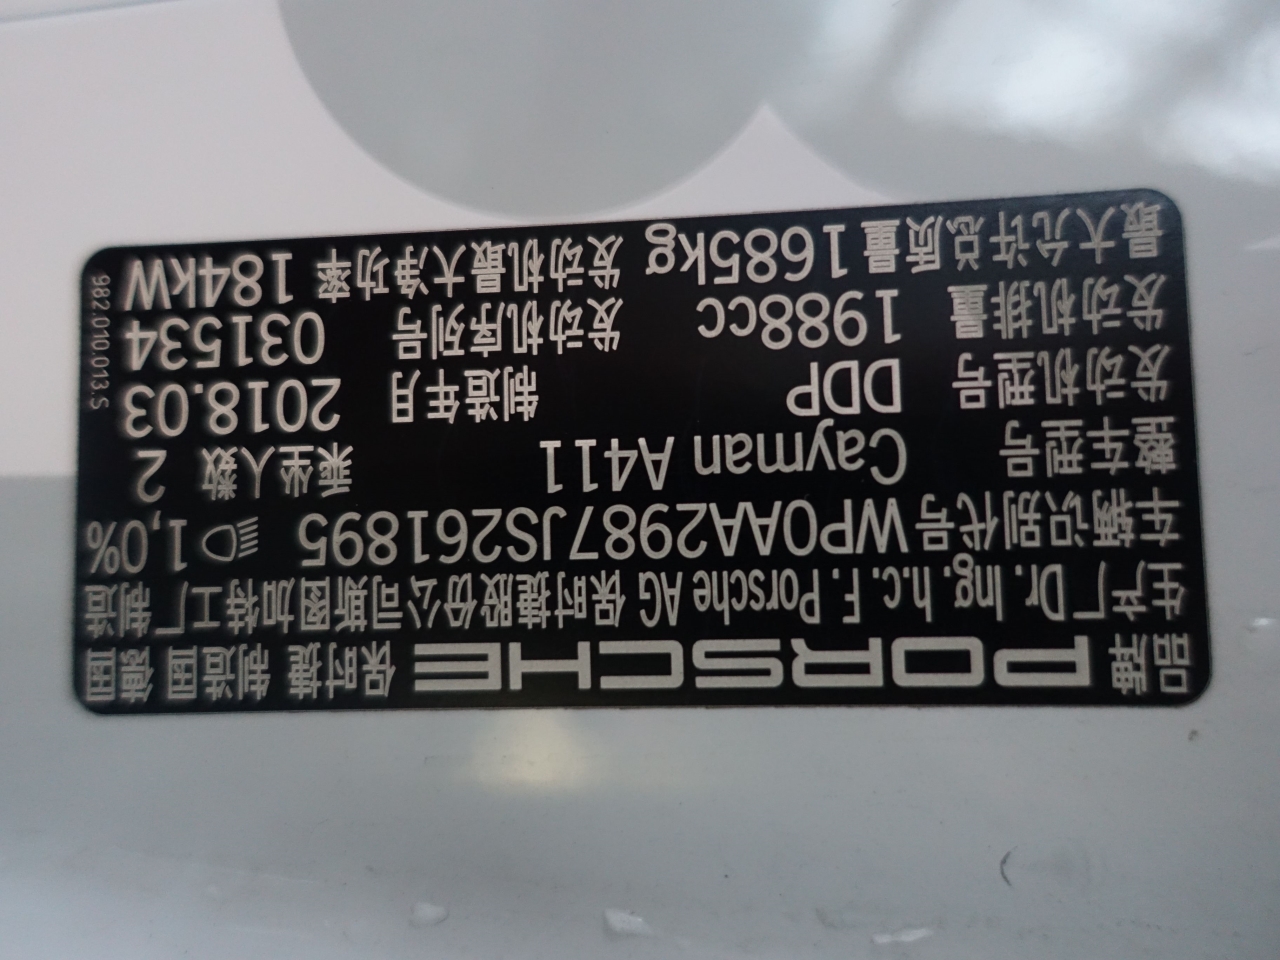 品牌 PORSCHE 保时捷 制造国 德国
生产厂 Dr. Ing. h.c. F. Porsche AG 保时捷股份公司斯图加特工厂制造
车辆识别代号 WP0AA2987JS261895 1,0%
整车型号 Cayman A411 乘坐人数 2
发动机型号 DDP 制造年月 2018.03
发动机排量 1988cc 发动机序列号 031534
最大允许总质量 1685kg 发动机最大净功率 184kW
982.010.013.S